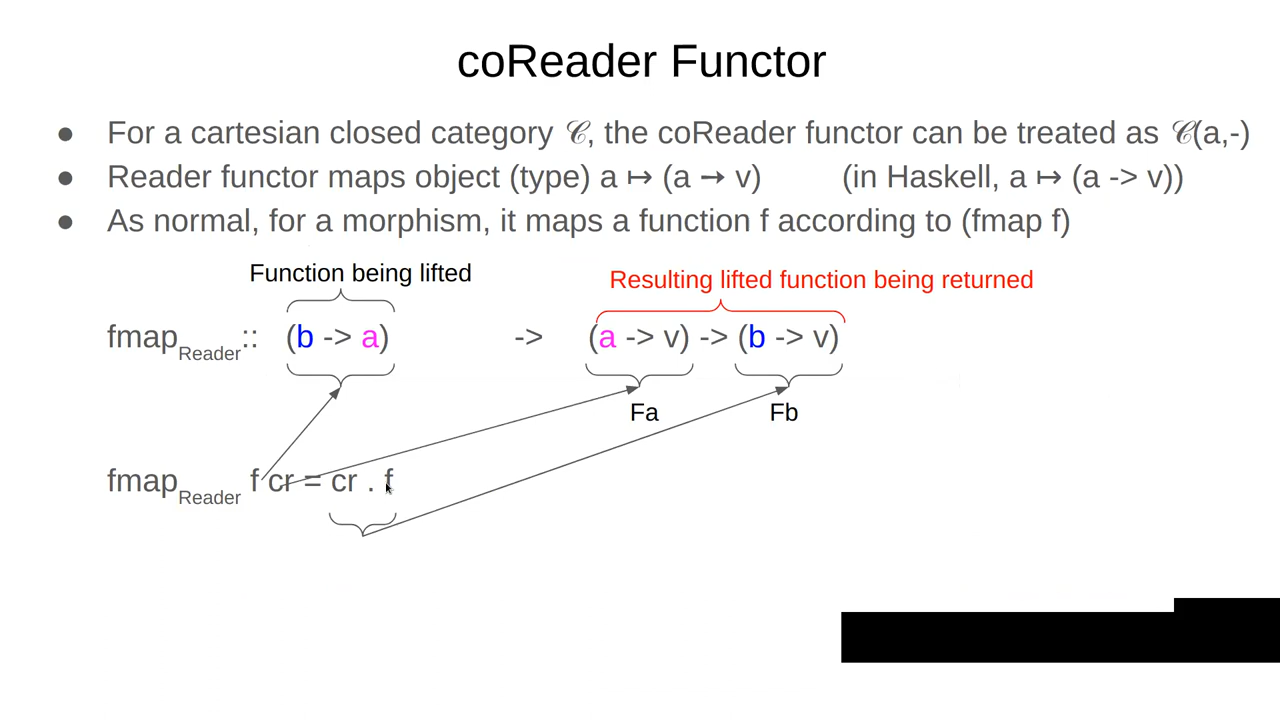 coReader Functor
● For a cartesian closed category 𝒞, the coReader functor can be treated as 𝒞(a,-)
● Reader functor maps object (type) a ↦ (a → v) (in Haskell, a ↦ (a -> v))
● As normal, for a morphism, it maps a function f according to (fmap f)
Function being lifted
Resulting lifted function being returned
fmapReader:: (b -> a) -> (a -> v) -> (b -> v)
Fa Fb
fmapReader f cr = cr . f